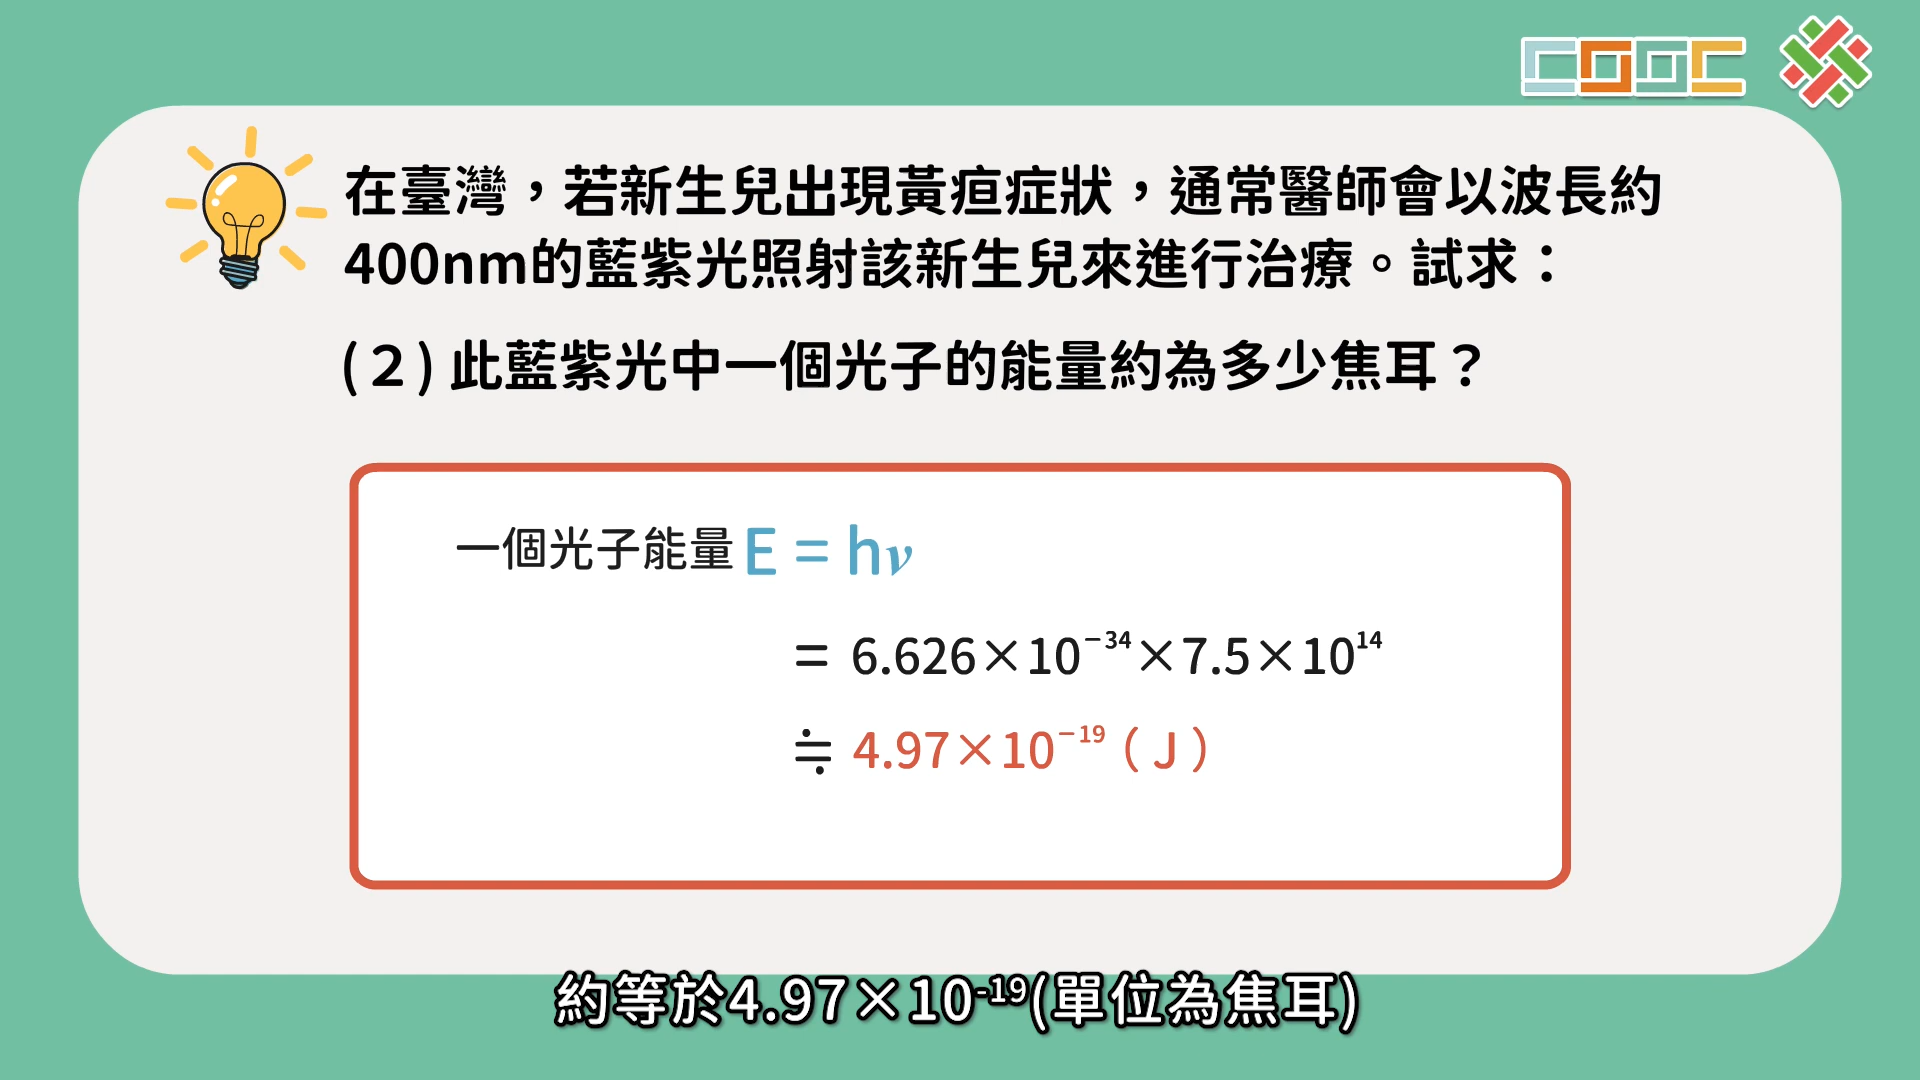 COOC
在臺灣，若新生兒出現黃疸症狀，通常醫師會以波長約
400nm的藍紫光照射該新生兒來進行治療。試求：
(2)此藍紫光中一個光子的能量約為多少焦耳？
一個光子能量E = hν
= 6.626×10⁻³⁴×7.5×10¹⁴
≒ 4.97×10⁻¹⁹( J )
約等於4.97×10⁻¹⁹(單位為焦耳)